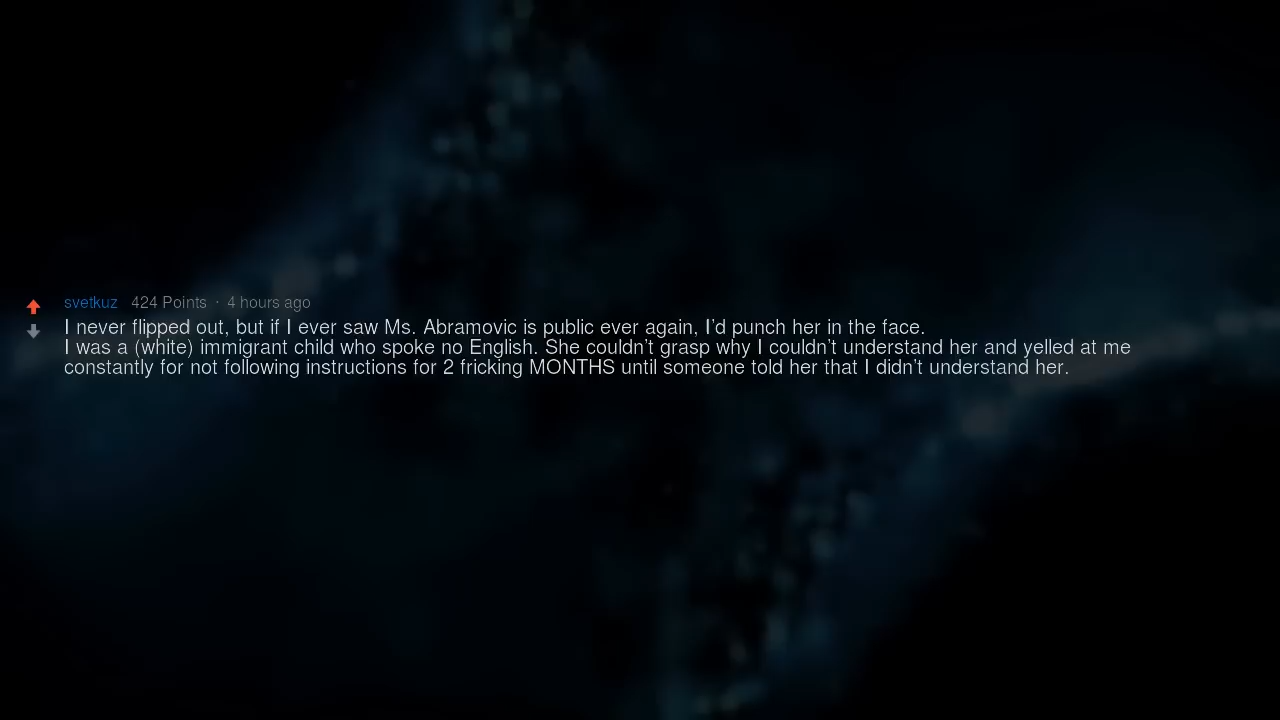 svetkuz 424 Points · 4 hours ago
I never flipped out, but if I ever saw Ms. Abramovic is public ever again, I'd punch her in the face.
I was a (white) immigrant child who spoke no English. She couldn't grasp why I couldn't understand her and yelled at me
constantly for not following instructions for 2 fricking MONTHS until someone told her that I didn't understand her.